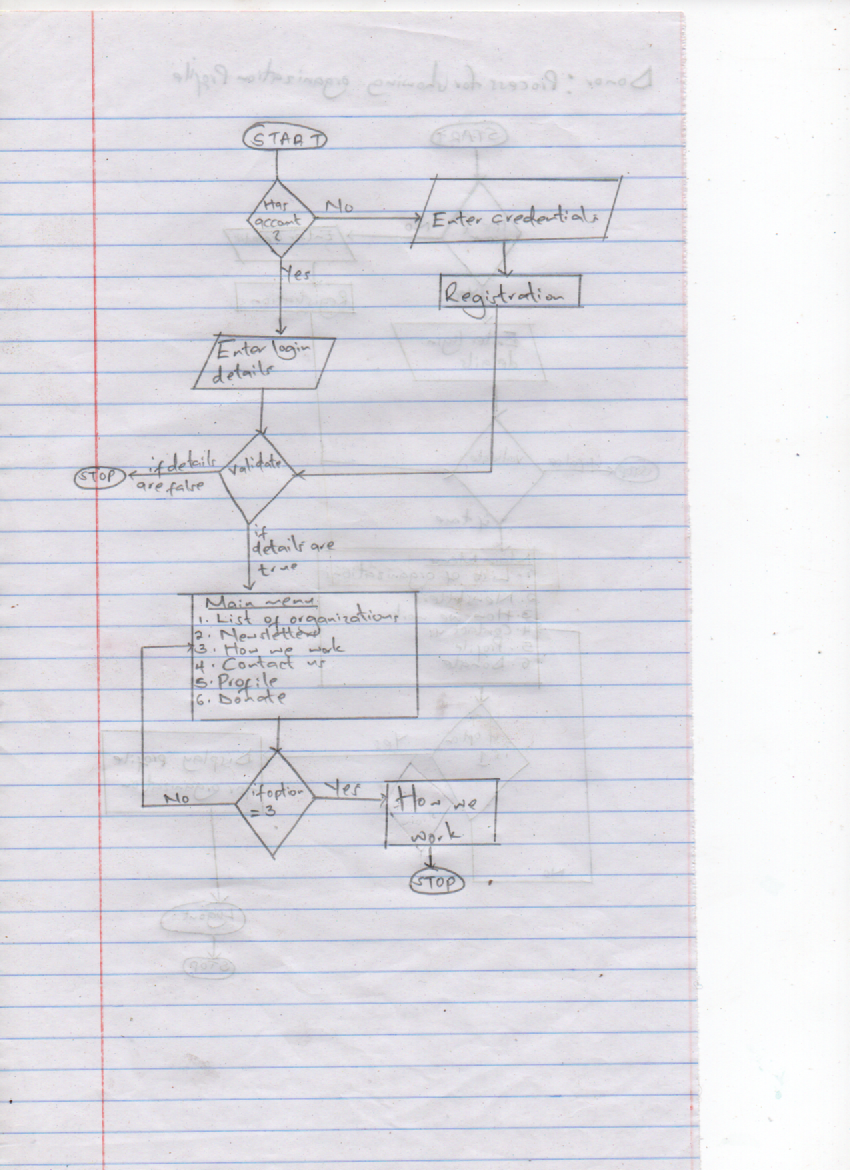 START
Has
account
?
No
Enter credentials
Yes
Registration
Enter login
details
validate
if details
are false
STOP
if
details are
true
Main menu
1. List of organizations
2. Newsletters
3. How we work
4. Contact us
5. Profile
6. Donate
if option
= 3
No
Yes
How we
work
STOP